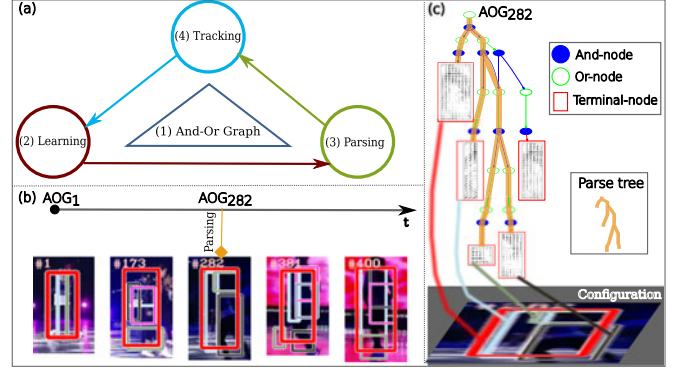 (a)
(4) Tracking
(1) And-Or Graph
(2) Learning
(3) Parsing
(b)
AOG1
AOG282
t
Parsing
#1
#173
#282
#381
#400
(c)
AOG282
And-node
Or-node
Terminal-node
Parse tree
Configuration